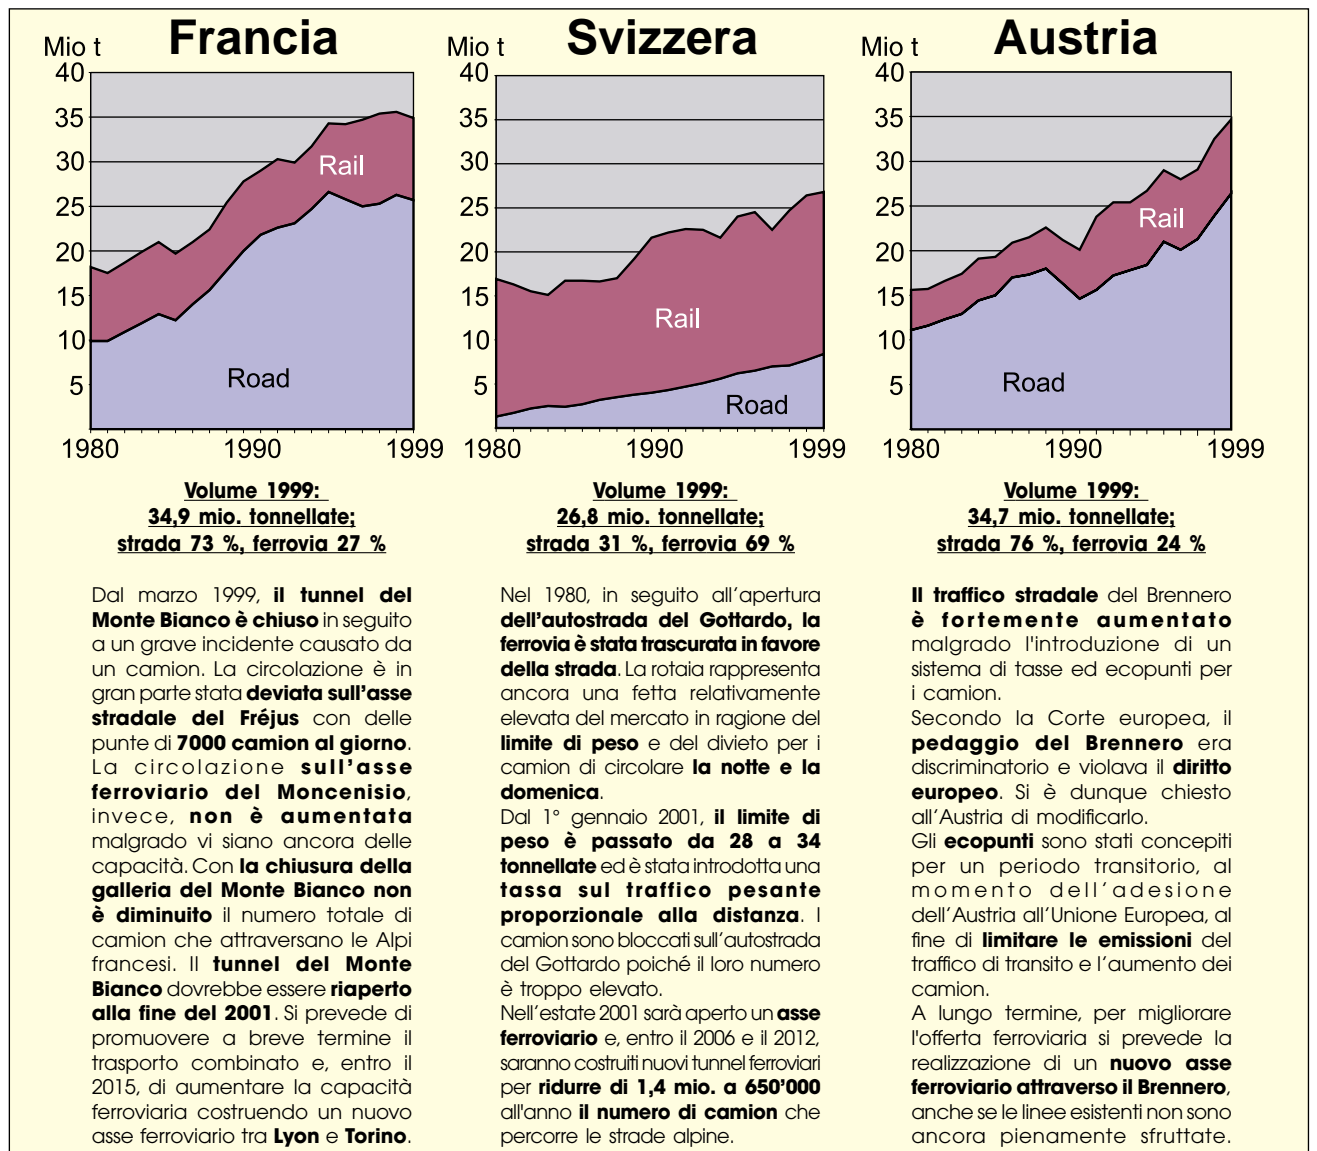 Francia
Mio t
40
35
30
25
20
15
10
5
Rail
Road
1980
1990
1999
Volume 1999:
34,9 mio. tonnellate;
strada 73 %, ferrovia 27 %
Dal marzo 1999, il tunnel del
Monte Bianco è chiuso in seguito
a un grave incidente causato da
un camion. La circolazione è in
gran parte stata deviata sull'asse
stradale del Fréjus con delle
punte di 7000 camion al giorno.
La circolazione sull'asse
ferroviario del Moncenisio,
invece, non è aumentata
malgrado vi siano ancora delle
capacità. Con la chiusura della
galleria del Monte Bianco non
è diminuito il numero totale di
camion che attraversano le Alpi
francesi. Il tunnel del Monte
Bianco dovrebbe essere riaperto
alla fine del 2001. Si prevede di
promuovere a breve termine il
trasporto combinato e, entro il
2015, di aumentare la capacità
ferroviaria costruendo un nuovo
asse ferroviario tra Lyon e Torino.
Svizzera
Mio t
40
35
30
25
20
15
10
5
Rail
Road
1980
1990
1999
Volume 1999:
26,8 mio. tonnellate;
strada 31 %, ferrovia 69 %
Nel 1980, in seguito all'apertura
dell'autostrada del Gottardo, la
ferrovia è stata trascurata in favore
della strada. La rotaia rappresenta
ancora una fetta relativamente
elevata del mercato in ragione del
limite di peso e del divieto per i
camion di circolare la notte e la
domenica.
Dal 1° gennaio 2001, il limite di
peso è passato da 28 a 34
tonnellate ed è stata introdotta una
tassa sul traffico pesante
proporzionale alla distanza. I
camion sono bloccati sull'autostrada
del Gottardo poiché il loro numero
è troppo elevato.
Nell'estate 2001 sarà aperto un asse
ferroviario e, entro il 2006 e il 2012,
saranno costruiti nuovi tunnel ferroviari
per ridurre di 1,4 mio. a 650'000
all'anno il numero di camion che
percorre le strade alpine.
Austria
Mio t
40
35
30
25
20
15
10
5
Rail
Road
1980
1990
1999
Volume 1999:
34,7 mio. tonnellate;
strada 76 %, ferrovia 24 %
Il traffico stradale del Brennero
è fortemente aumentato
malgrado l'introduzione di un
sistema di tasse ed ecopunti per
i camion.
Secondo la Corte europea, il
pedaggio del Brennero era
discriminatorio e violava il diritto
europeo. Si è dunque chiesto
all'Austria di modificarlo.
Gli ecopunti sono stati concepiti
per un periodo transitorio, al
momento dell'adesione
dell'Austria all'Unione Europea, al
fine di limitare le emissioni del
traffico di transito e l'aumento dei
camion.
A lungo termine, per migliorare
l'offerta ferroviaria si prevede la
realizzazione di un nuovo asse
ferroviario attraverso il Brennero,
anche se le linee esistenti non sono
ancora pienamente sfruttate.